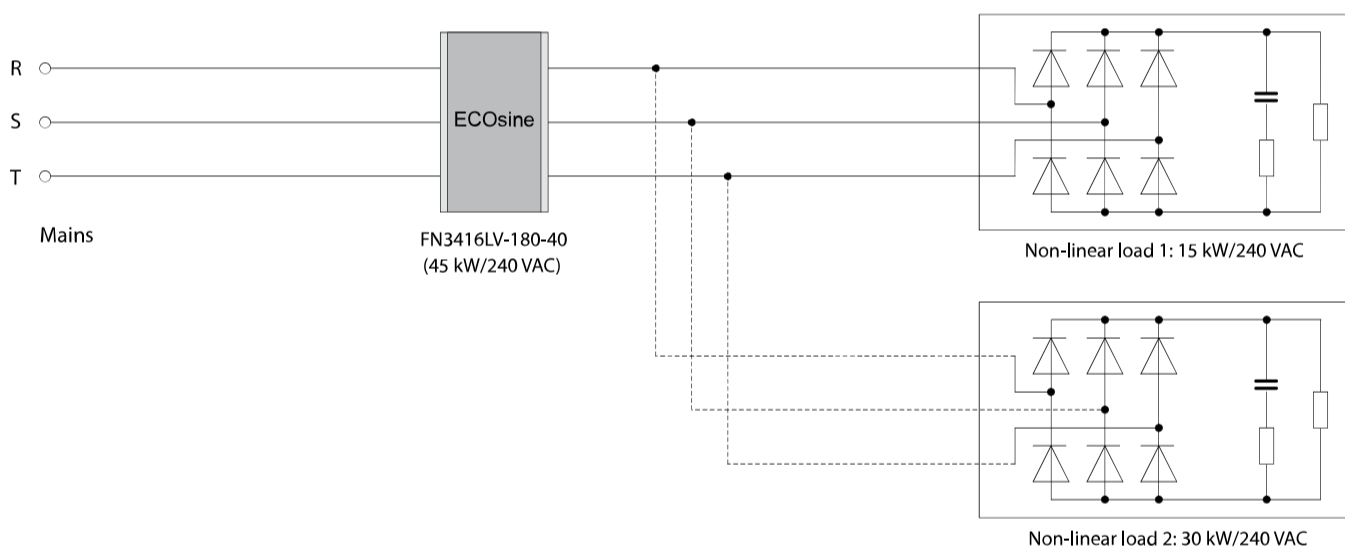 R
S
T
Mains
ECOsine
FN3416LV-180-40
(45 kW/240 VAC)
Non-linear load 1: 15 kW/240 VAC
Non-linear load 2: 30 kW/240 VAC